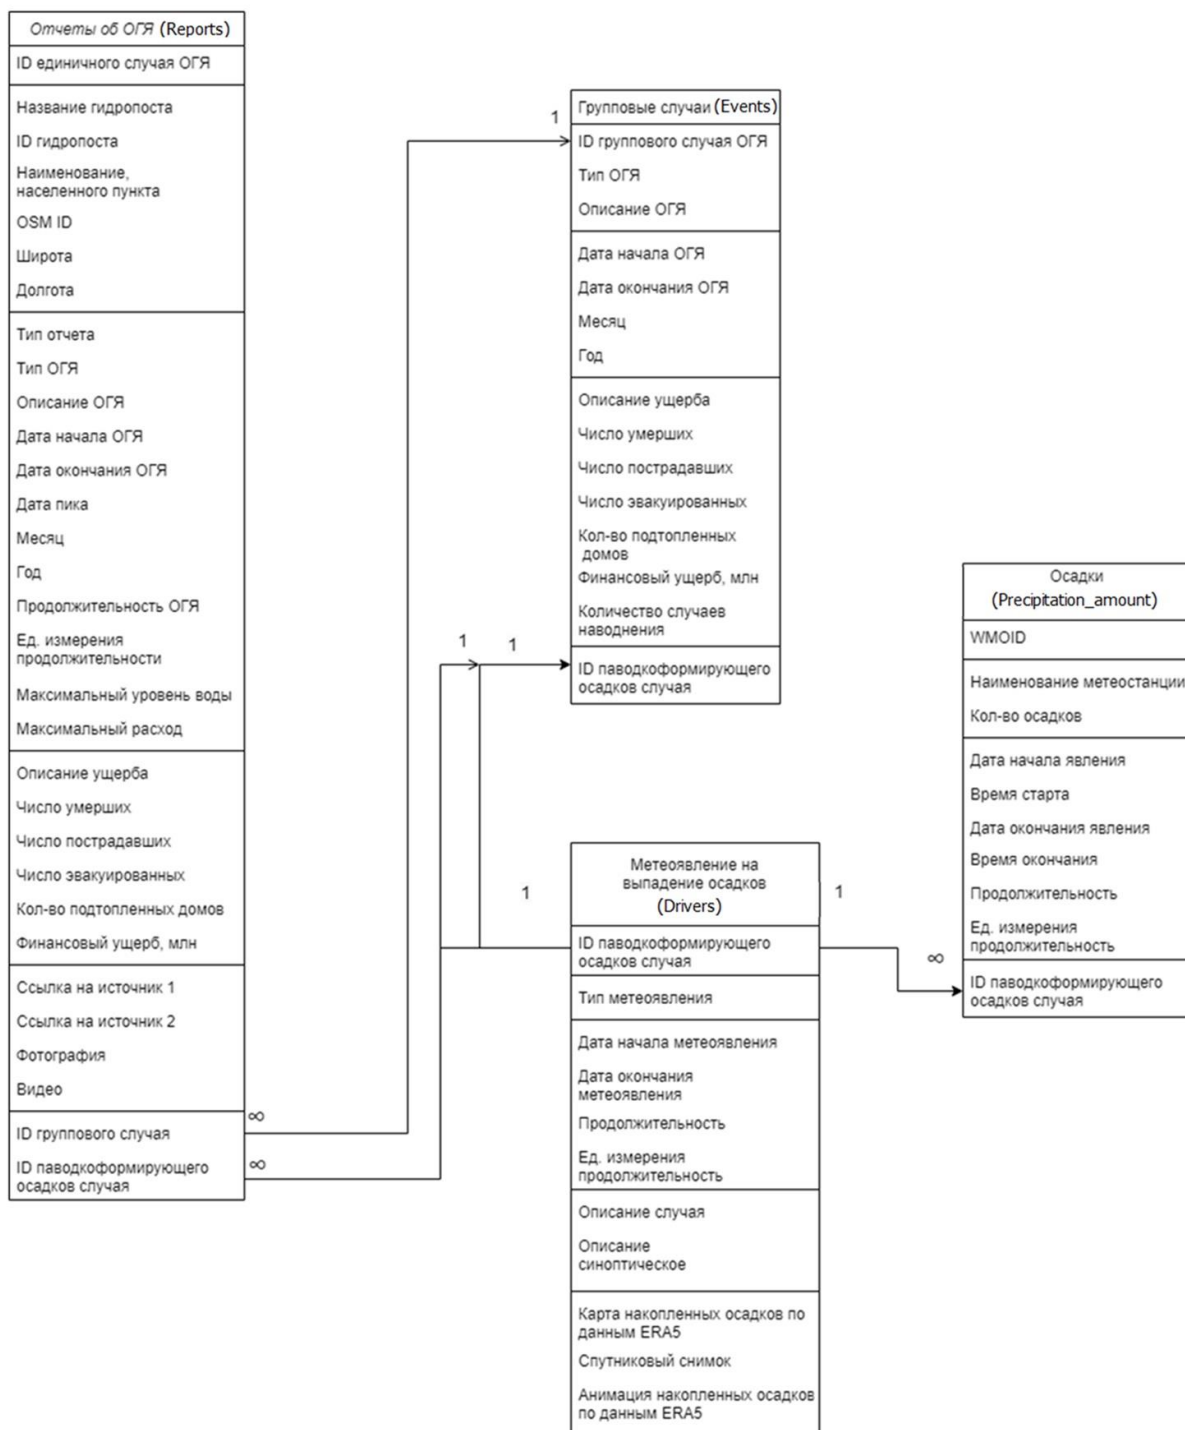 Отчеты об ОГЯ (Reports)
ID единичного случая ОГЯ
Название гидропоста
ID гидропоста
Наименование,
населенного пункта
OSM ID
Широта
Долгота
Тип отчета
Тип ОГЯ
Описание ОГЯ
Дата начала ОГЯ
Дата окончания ОГЯ
Дата пика
Месяц
Год
Продолжительность ОГЯ
Ед. измерения
продолжительности
Максимальный уровень воды
Максимальный расход
Описание ущерба
Число умерших
Число пострадавших
Число эвакуированных
Кол-во подтопленных домов
Финансовый ущерб, млн
Ссылка на источник 1
Ссылка на источник 2
Фотография
Видео
∞
ID группового случая
∞
ID паводкоформирующего
осадков случая
1
Групповые случаи (Events)
ID группового случая ОГЯ
Тип ОГЯ
Описание ОГЯ
Дата начала ОГЯ
Дата окончания ОГЯ
Месяц
Год
Описание ущерба
Число умерших
Число пострадавших
Число эвакуированных
Кол-во подтопленных
домов
Финансовый ущерб, млн
Количество случаев
наводнения
1
1
ID паводкоформирующего
осадков случая
1
Метеоявление на
выпадение осадков
(Drivers)
1
ID паводкоформирующего
осадков случая
Тип метеоявления
Дата начала метеоявления
Дата окончания
метеоявления
Продолжительность
Ед. измерения
продолжительность
Описание случая
Описание
синоптическое
Карта накопленных осадков по
данным ERA5
Спутниковый снимок
Анимация накопленных осадков
по данным ERA5
Осадки
(Precipitation_amount)
WMOID
Наименование метеостанции
Кол-во осадков
Дата начала явления
Время старта
Дата окончания явления
Время окончания
Продолжительность
Ед. измерения
продолжительность
∞
ID паводкоформирующего
осадков случая